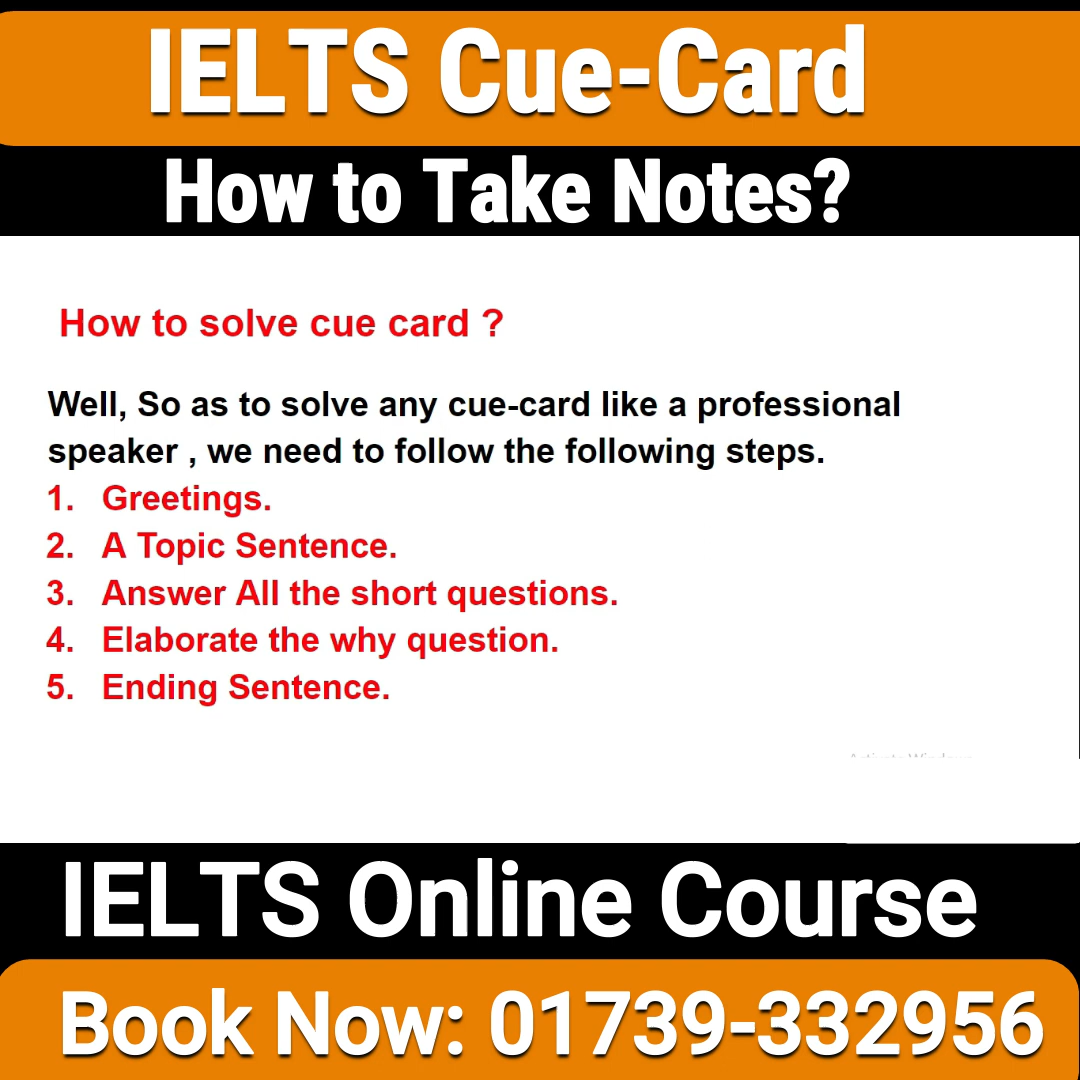 IELTS Cue-Card
How to Take Notes?
How to solve cue card ?
Well, So as to solve any cue-card like a professional
speaker , we need to follow the following steps.
1. Greetings.
2. A Topic Sentence.
3. Answer All the short questions.
4. Elaborate the why question.
5. Ending Sentence.
IELTS Online Course
Book Now: 01739-332956